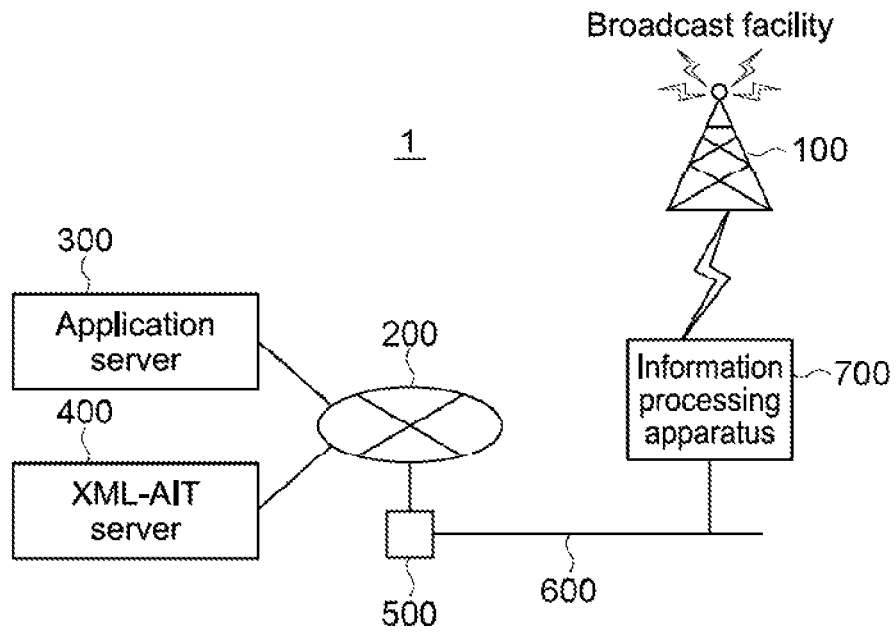 Broadcast facility
1
100
300
Application
server
200
Information
processing
apparatus
700
400
XML-AIT
server
500
600